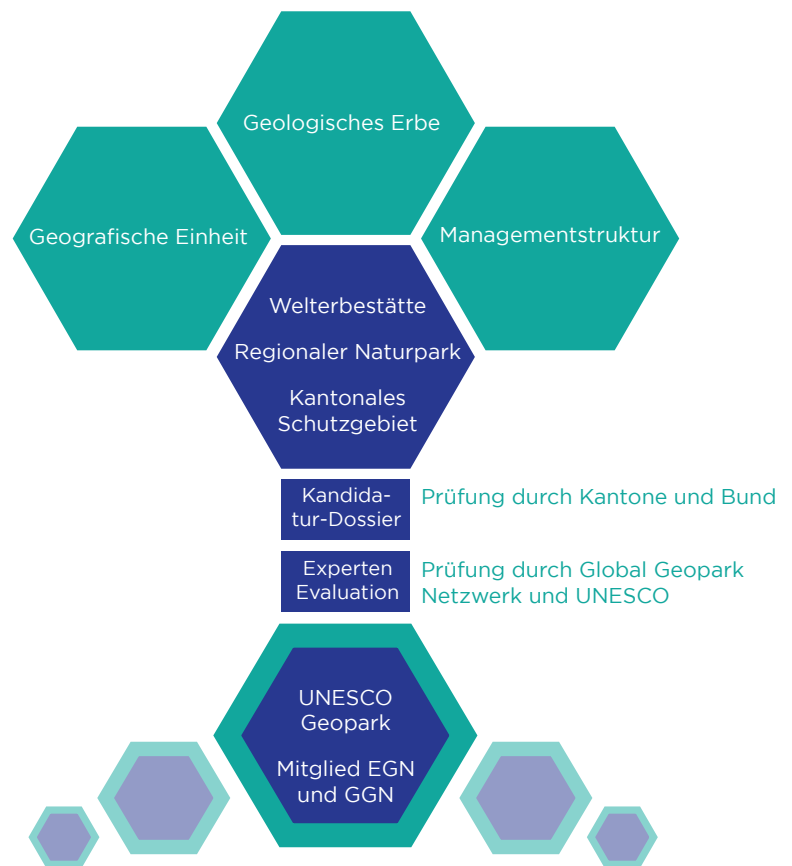 Geologisches Erbe
Geografische Einheit
Managementstruktur
Welterbestätte
Regionaler Naturpark
Kantonales
Schutzgebiet
Kandida-
tur-Dossier
Prüfung durch Kantone und Bund
Experten
Evaluation
Prüfung durch Global Geopark
Netzwerk und UNESCO
UNESCO
Geopark
Mitglied EGN
und GGN